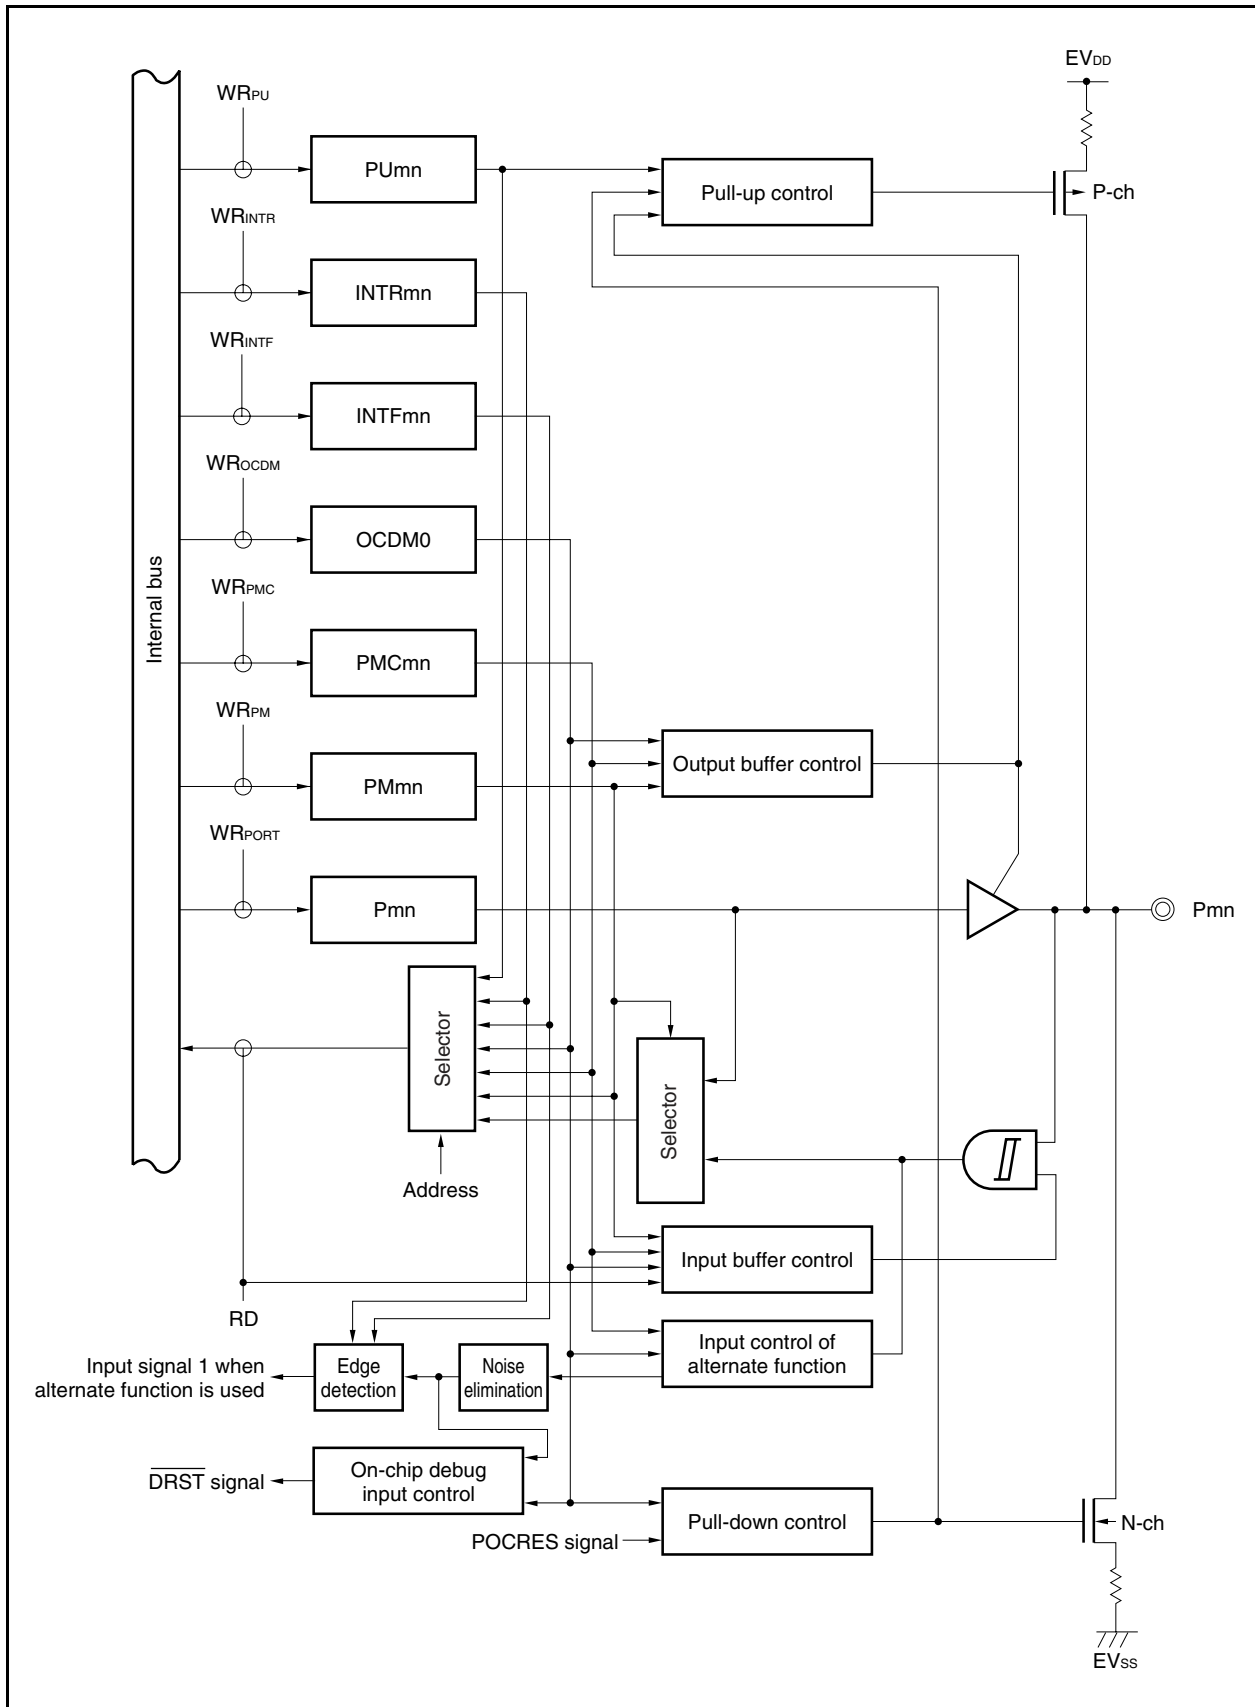 EVDD
WRPU
PUmn
Pull-up control
P-ch
WRINTR
INTRmn
WRINTF
INTFmn
WROCDM
OCDM0
Internal bus
WRPMC
PMCmn
WRPM
PMmn
Output buffer control
WRPORT
Pmn
Pmn
Selector
Selector
Address
Input buffer control
RD
Input signal 1 when
alternate function is used
Edge
detection
Noise
elimination
Input control of
alternate function
DRST signal
On-chip debug
input control
POCRES signal
Pull-down control
N-ch
EVSS